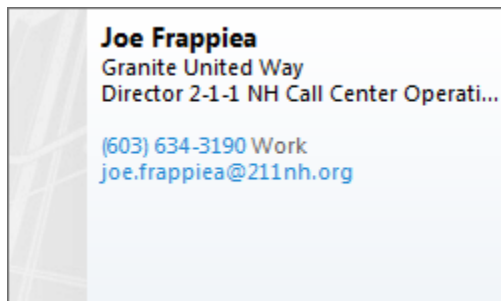 Joe Frappiea
Granite United Way
Director 2-1-1 NH Call Center Operati...
(603) 634-3190 Work
joe.frappiea@211nh.org